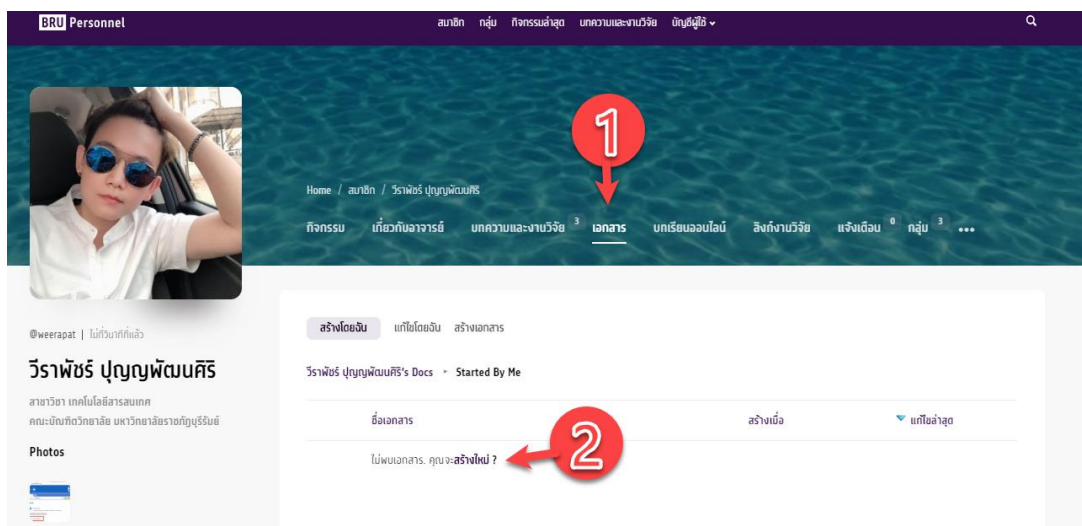 BRU Personnel สมาชิก กลุ่ม กิจกรรมล่าสุด บทความและงานวิจัย บัญชีผู้ใช้
1
Home / สมาชิก / วีราพัชร์ ปุญญพัฒนศิริ
กิจกรรม เกี่ยวกับอาจารย์ บทความและงานวิจัย 3 เอกสาร บทเรียนออนไลน์ ลิงก์งานวิจัย แจ้งเตือน 0 กลุ่ม 3 •••
@weerapat | ไม่กี่วินาทีที่แล้ว
วีราพัชร์ ปุญญพัฒนศิริ
สาขาวิชา เทคโนโลยีสารสนเทศ
คณะบัณฑิตวิทยาลัย มหาวิทยาลัยราชภัฏบุรีรัมย์
Photos
สร้างโดยฉัน แก้ไขโดยฉัน สร้างเอกสาร
วีราพัชร์ ปุญญพัฒนศิริ's Docs ▸ Started By Me
ชื่อเอกสาร สร้างเมื่อ แก้ไขล่าสุด
ไม่พบเอกสาร. คุณจะสร้างใหม่ ?
2